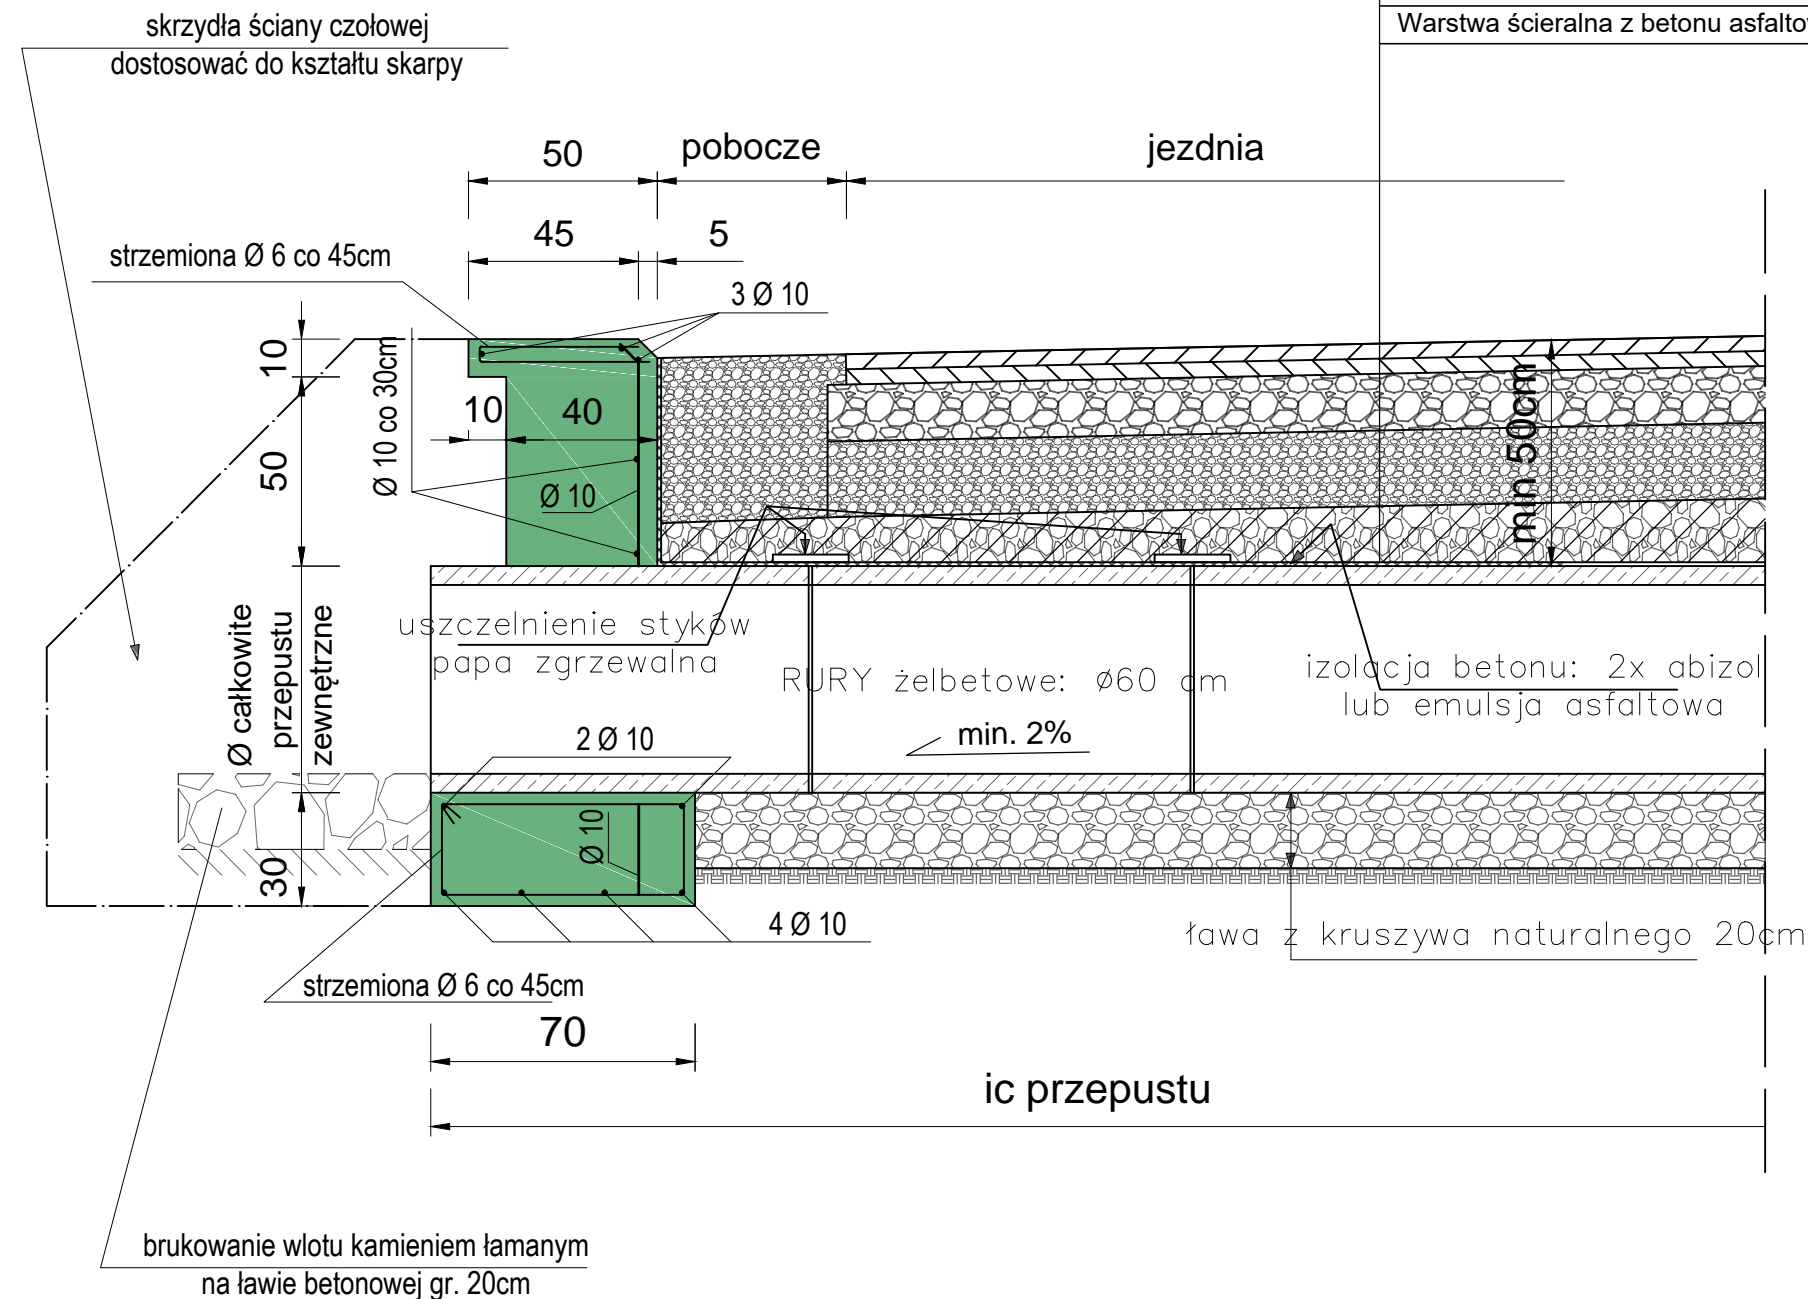 Warstwa ścieralna z betonu
skrzydła ściany czołowej
dostosować do kształtu skarpy
50
pobocze
jezdnia
45
5
strzemiona Ø 6 co 45cm
3 Ø 10
10
50
Ø 10 co 30cm
10
40
Ø 10
min 50cm
Ø całkowite
przepustu
zewnętrzne
uszczelnienie styków
papa zgrzewalna
RURY żelbetowe: Ø60 cm
izolacja betonu: 2x abizol
lub emulsja asfaltowa
min. 2%
2 Ø 10
Ø 10
30
4 Ø 10
ława z kruszywa naturalnego 20cm
strzemiona Ø 6 co 45cm
70
ic przepustu
brukowanie wlotu kamieniem łamanym
na ławie betonowej gr. 20cm